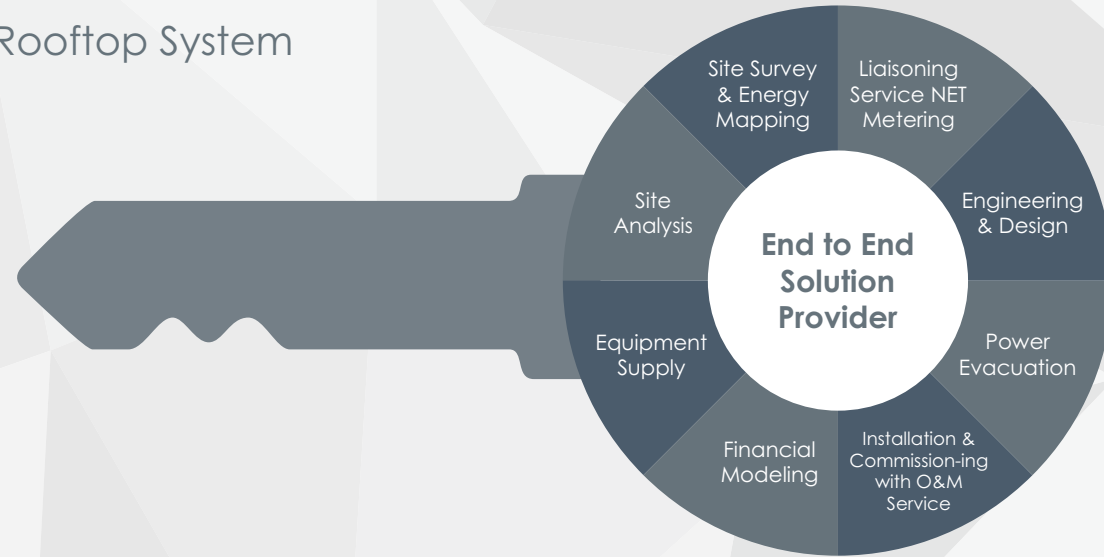 Rooftop System
Site Survey
& Energy
Mapping
Liaisoning
Service NET
Metering
Engineering
& Design
Power
Evacuation
Installation &
Commission-ing
with O&M
Service
Financial
Modeling
Equipment
Supply
Site
Analysis
End to End
Solution
Provider